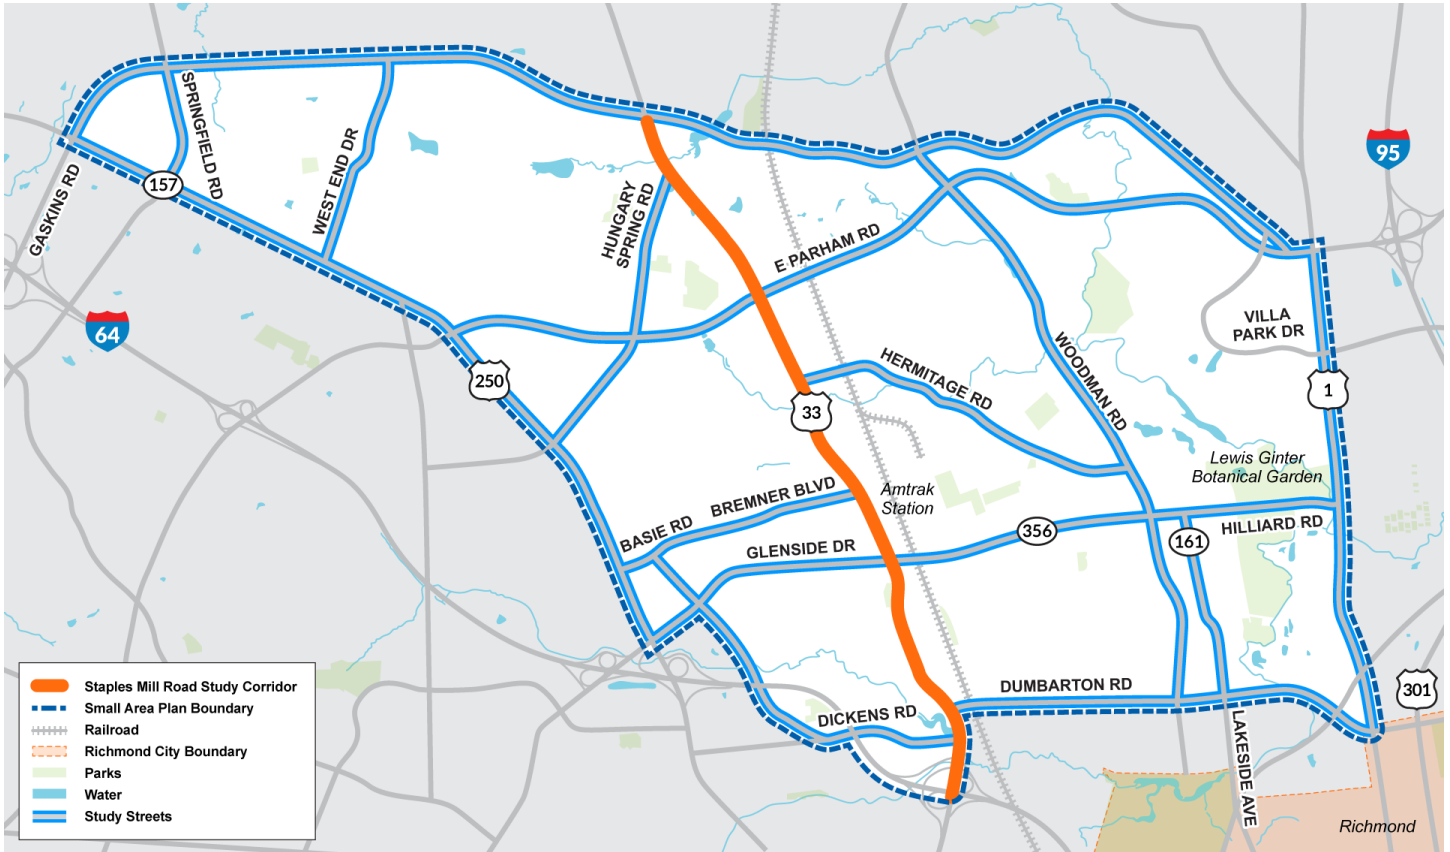 SPRINGFIELD RD
WEST END DR
GASKINS RD
157
64
HUNGARY
SPRING RD
E PARHAM RD
95
VILLA
PARK DR
250
33
HERMITAGE RD
WOODMAN RD
1
Lewis Ginter
Botanical Garden
Amtrak
Station
BREMNER BLVD
BASIE RD
GLENSIDE DR
356
161
HILLIARD RD
DUMBARTON RD
DICKENS RD
301
LAKESIDE AVE
Richmond
Staples Mill Road Study Corridor
Small Area Plan Boundary
Railroad
Richmond City Boundary
Parks
Water
Study Streets